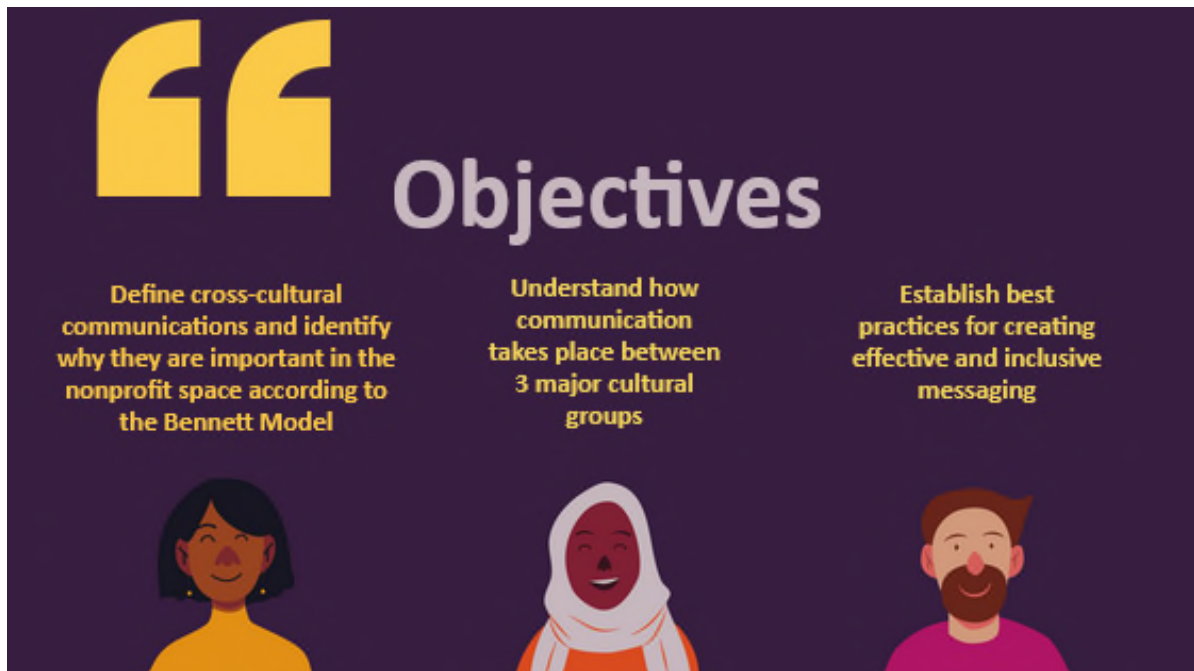 Objectives
Define cross-cultural
communications and identify
why they are important in the
nonprofit space according to
the Bennett Model
Understand how
communication
takes place between
3 major cultural
groups
Establish best
practices for creating
effective and inclusive
messaging